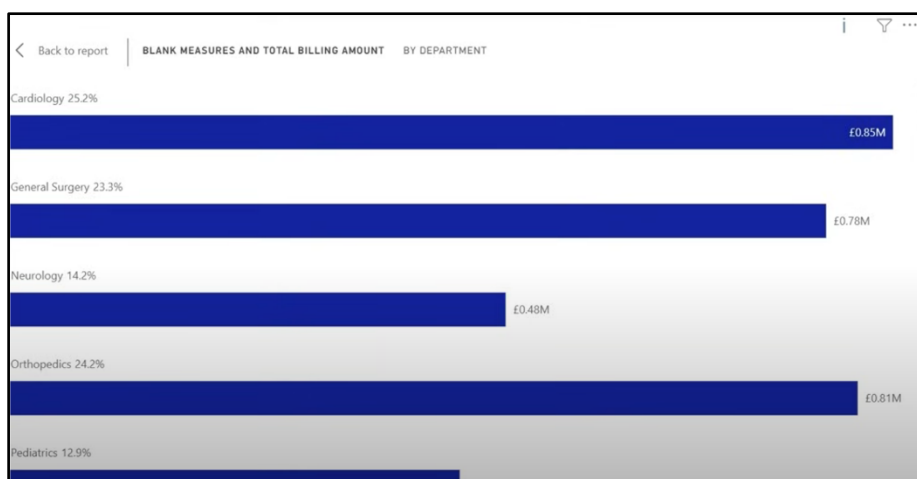 Back to report
BLANK MEASURES AND TOTAL BILLING AMOUNT BY DEPARTMENT
Cardiology 25.2%
£0.85M
General Surgery 23.3%
£0.78M
Neurology 14.2%
£0.48M
Orthopedics 24.2%
£0.81M
Pediatrics 12.9%